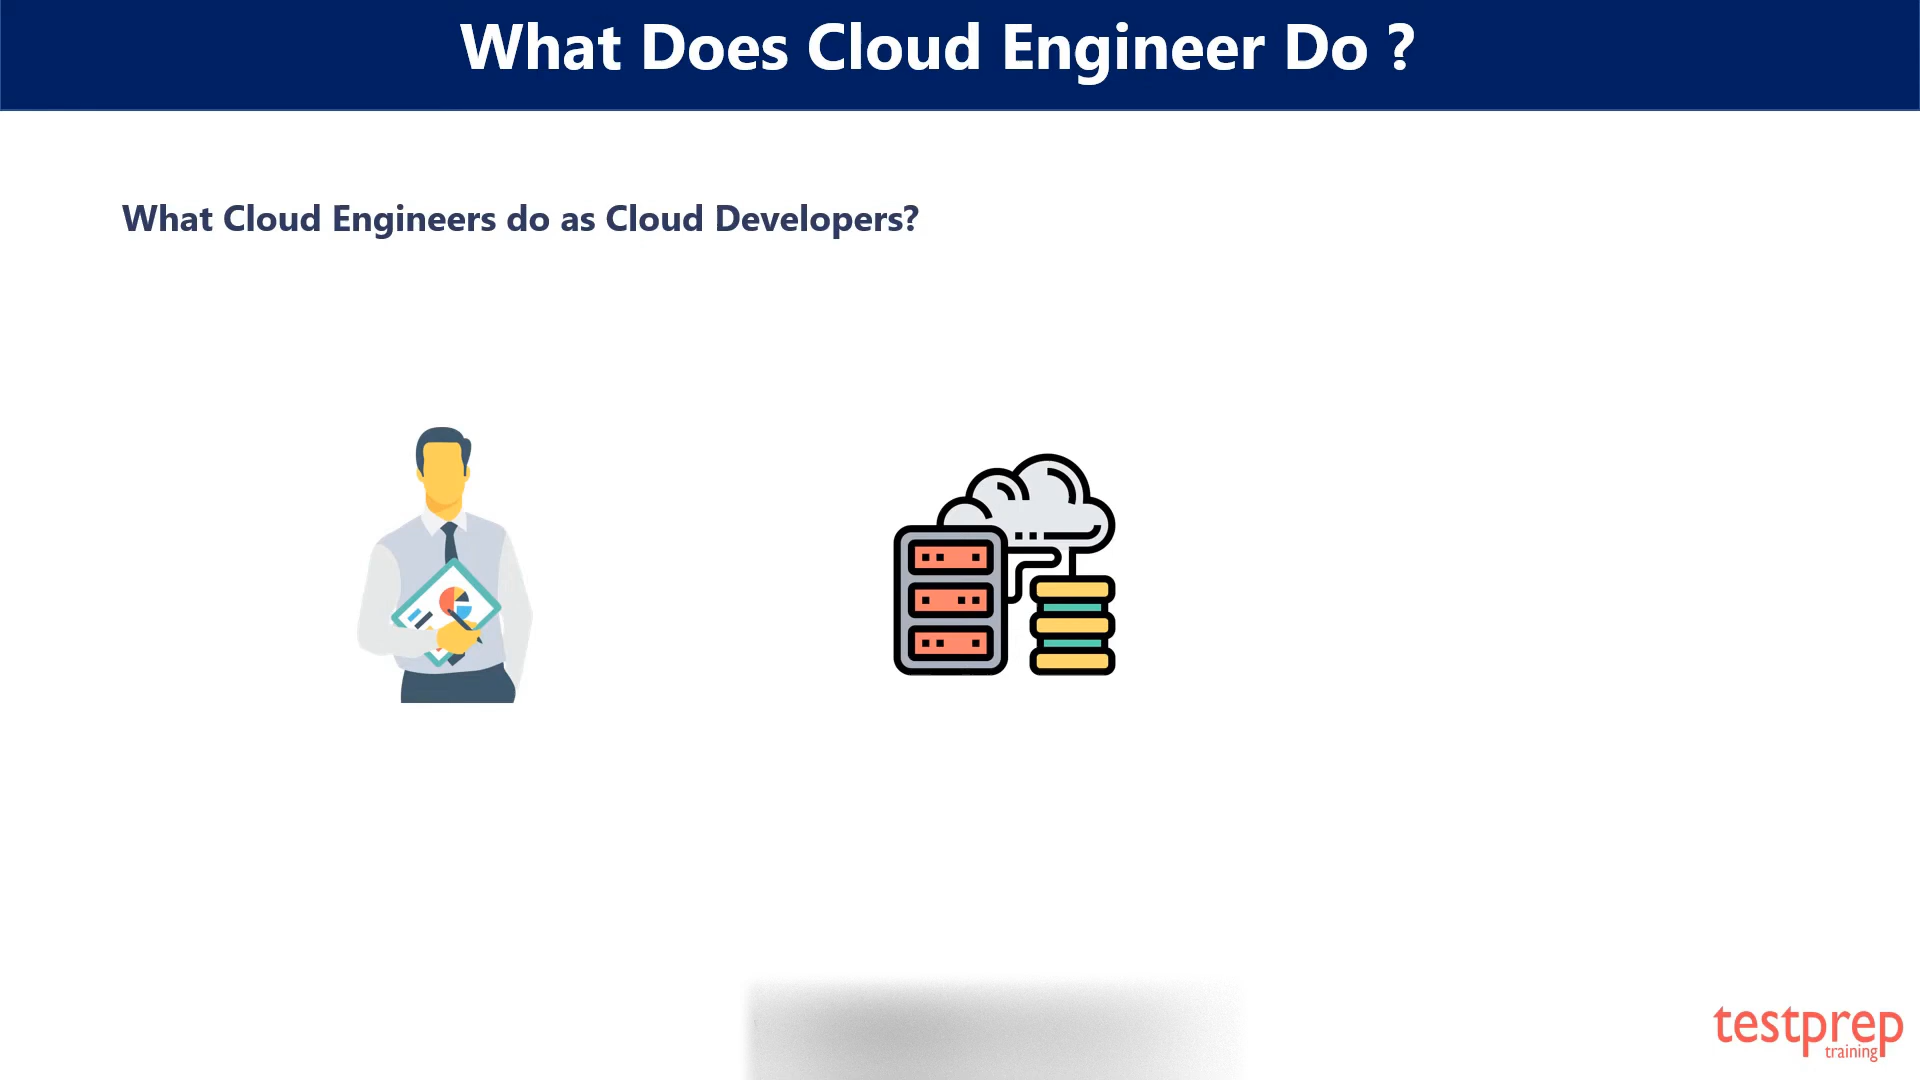 What Does Cloud Engineer Do ?
What Cloud Engineers do as Cloud Developers?
testprep
training